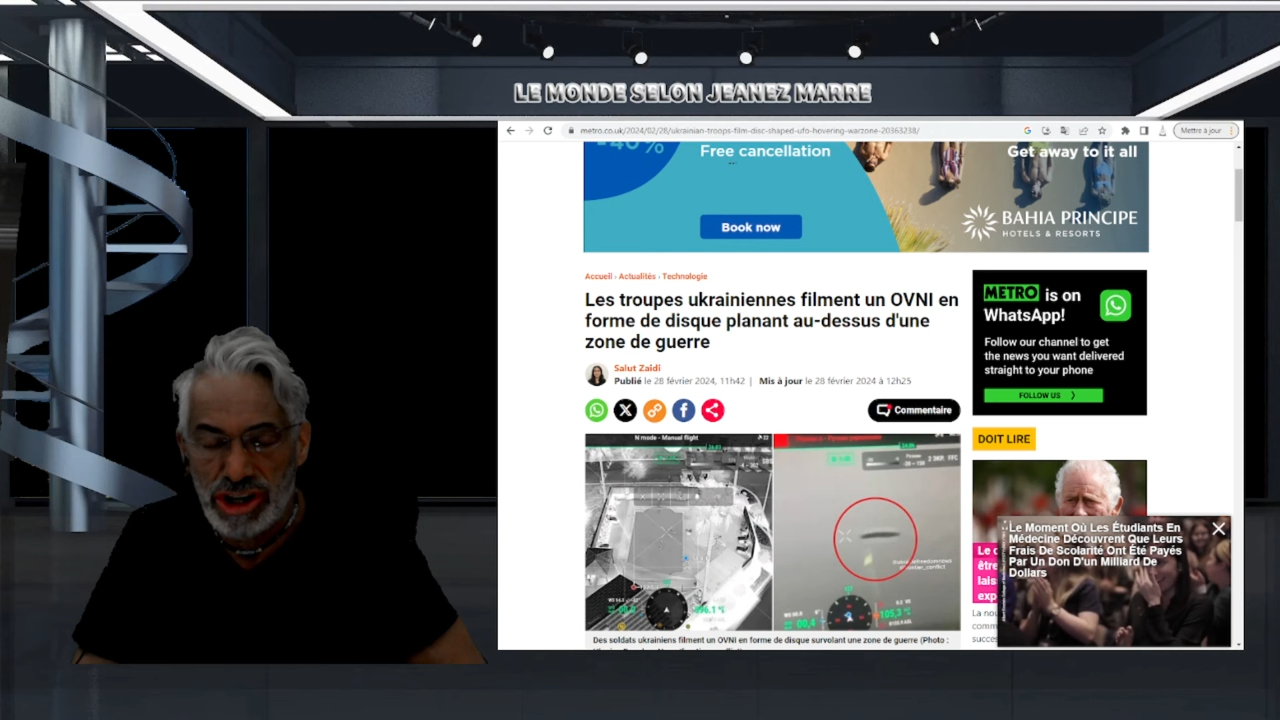 LE MONDE SELON JEANEZ MARRE
metro.co.uk/2024/02/28/ukrainian-troops-film-disc-shaped-ufo-hovering-warzone-20363238/
Mettre à jour
-40%
Free cancellation
Get away to it all
Book now
BAHIA PRINCIPE
HOTELS & RESORTS
Accueil › Actualités › Technologie
Les troupes ukrainiennes filment un OVNI en
forme de disque planant au-dessus d'une
zone de guerre
Salut Zaidi
Publié le 28 février 2024, 11h42 | Mis à jour le 28 février 2024 à 12h25
Commentaire
METRO is on
WhatsApp!
Follow our channel to get
the news you want delivered
straight to your phone
FOLLOW US
DOIT LIRE
N mode - Manual flight
Des soldats ukrainiens filment un OVNI en forme de disque survolant une zone de guerre (Photo :
Le Moment Où Les Étudiants En
Médecine Découvrent Que Leurs
Frais De Scolarité Ont Été Payés
Par Un Don D'un Milliard De
Dollars